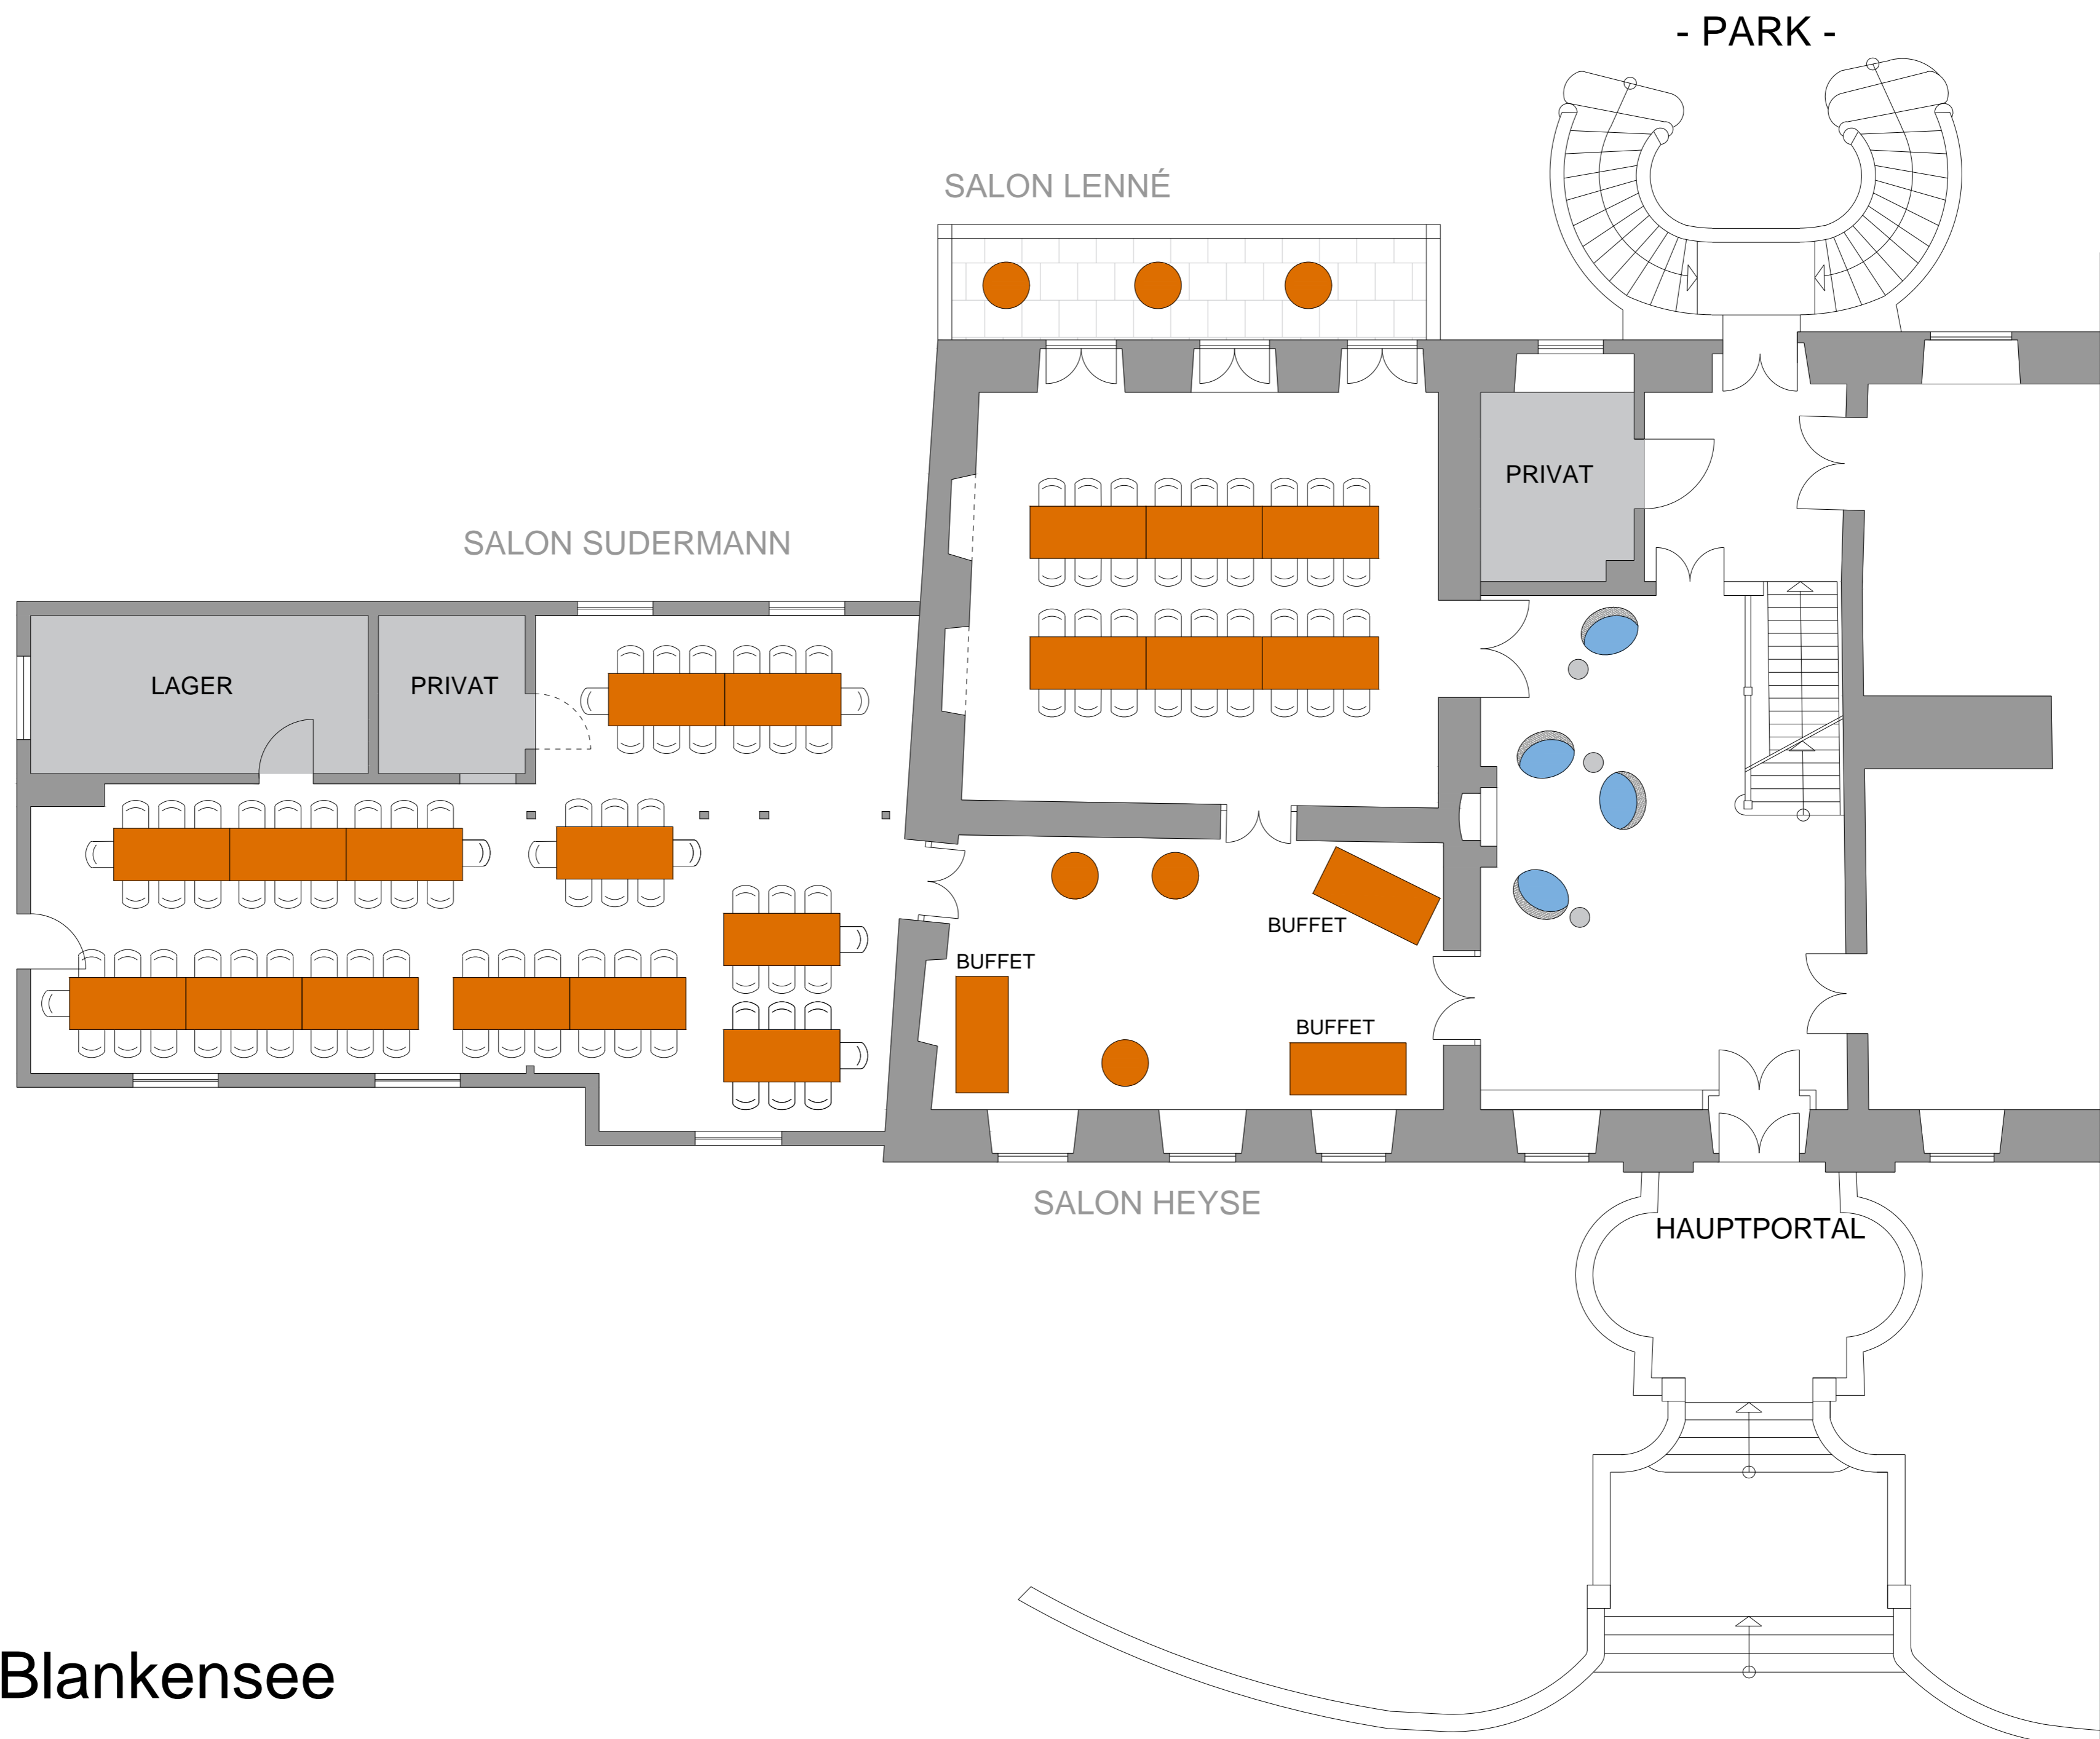 - PARK -
SALON LENNÉ
PRIVAT
SALON SUDERMANN
LAGER
PRIVAT
BUFFET
BUFFET
BUFFET
SALON HEYSE
HAUPTPORTAL
Blankensee